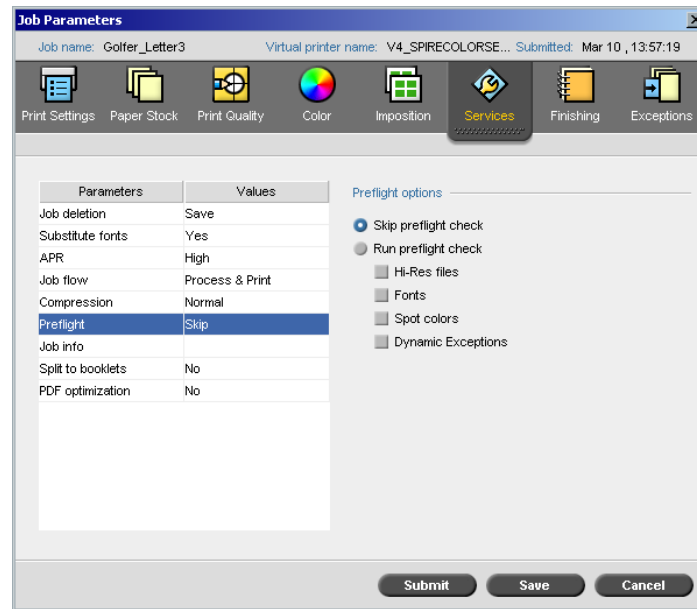 Job Parameters
Job name: Golfer_Letter3 Virtual printer name: V4_SPIRECOLORSE... Submitted: Mar 10 , 13:57:19
Print Settings Paper Stock Print Quality Color Imposition Services Finishing Exceptions
Parameters Values
Job deletion Save
Substitute fonts Yes
APR High
Job flow Process & Print
Compression Normal
Preflight Skip
Job info
Split to booklets No
PDF optimization No
Preflight options
Skip preflight check
Run preflight check
Hi-Res files
Fonts
Spot colors
Dynamic Exceptions
Submit Save Cancel